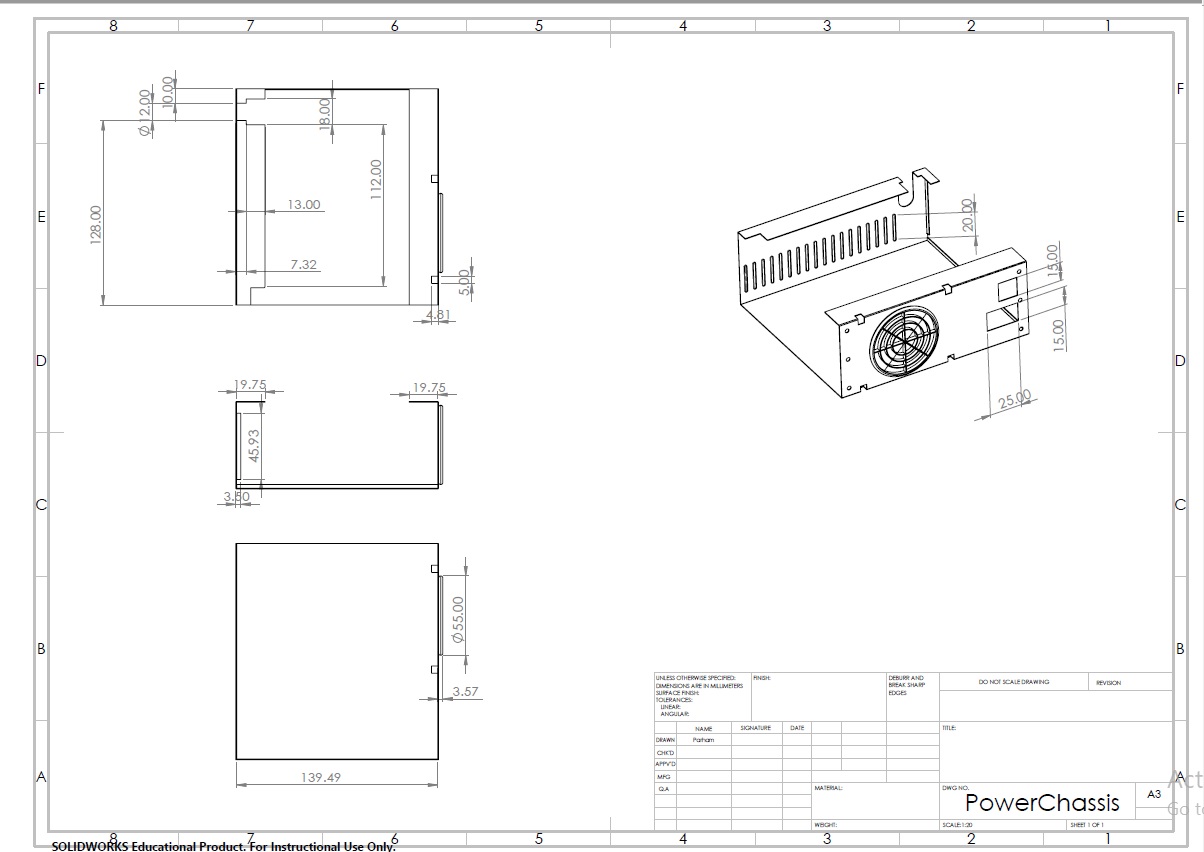 8 7 6 5 4 3 2 1
F
E
D
C
B
A
F
E
D
C
B
A
10.00
Ø12.00
18.00
128.00
112.00
13.00
7.32
5.00
4.81
19.75
19.75
45.93
3.50
Ø55.00
3.57
139.49
20.00
15.00
15.00
25.00
UNLESS OTHERWISE SPECIFIED:
DIMENSIONS ARE IN MILLIMETERS
SURFACE FINISH:
TOLERANCES:
LINEAR:
ANGULAR:
FINISH:
DEBURR AND
BREAK SHARP
EDGES
DO NOT SCALE DRAWING
REVISION
NAME SIGNATURE DATE
TITLE:
DRAWN Parham
CHK'D
APPV'D
MFG
Q.A
MATERIAL:
DWG NO.
PowerChassis
A3
WEIGHT:
SCALE:1:20
SHEET 1 OF 1
Act
Go to
8 7 6 5 4 3 2 1
SOLIDWORKS Educational Product. For Instructional Use Only.